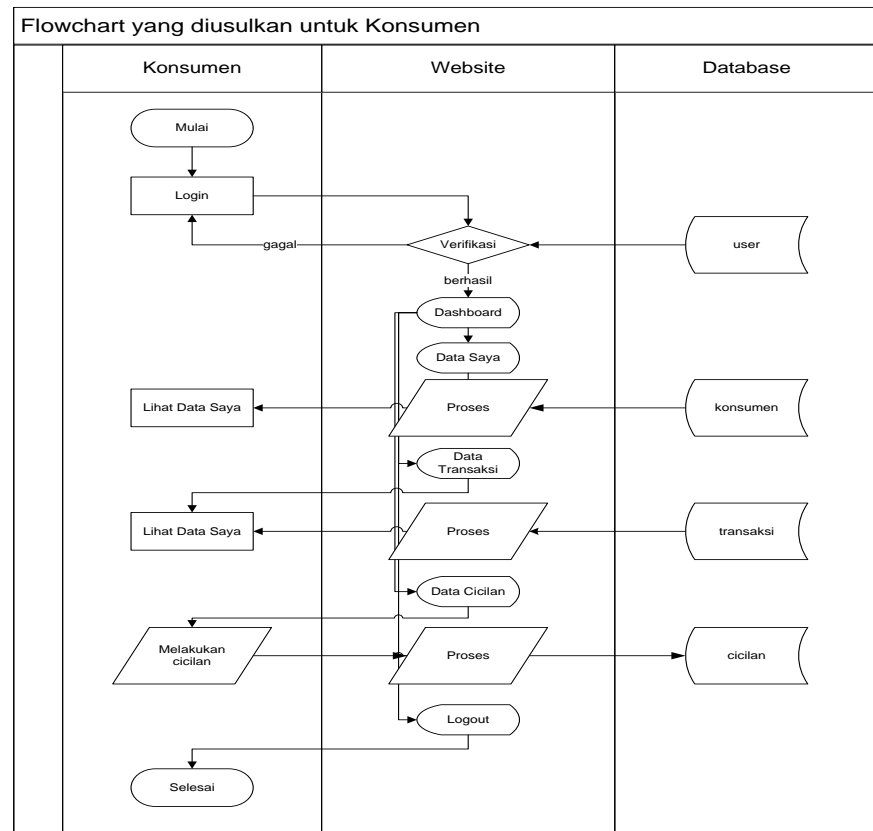 Flowchart yang diusulkan untuk Konsumen
Konsumen
Website
Database
Mulai
Login
gagal
Verifikasi
user
berhasil
Dashboard
Data Saya
Lihat Data Saya
Proses
konsumen
Data
Transaksi
Lihat Data Saya
Proses
transaksi
Data Cicilan
Melakukan
cicilan
Proses
cicilan
Logout
Selesai